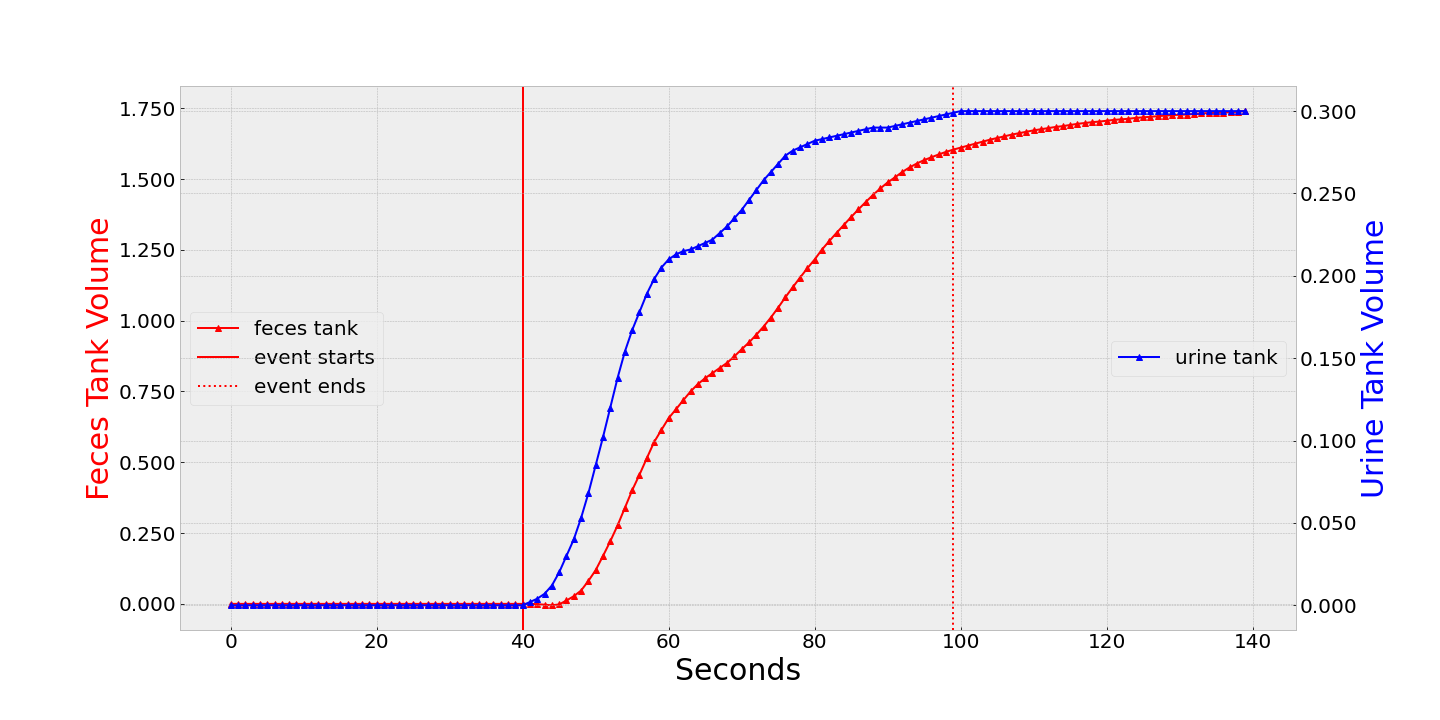 1.750
1.500
1.250
1.000
0.750
0.500
0.250
0.000
Feces Tank Volume
feces tank
event starts
event ends
urine tank
0.300
0.250
0.200
0.150
0.100
0.050
0.000
Urine Tank Volume
0 20 40 60 80 100 120 140
Seconds